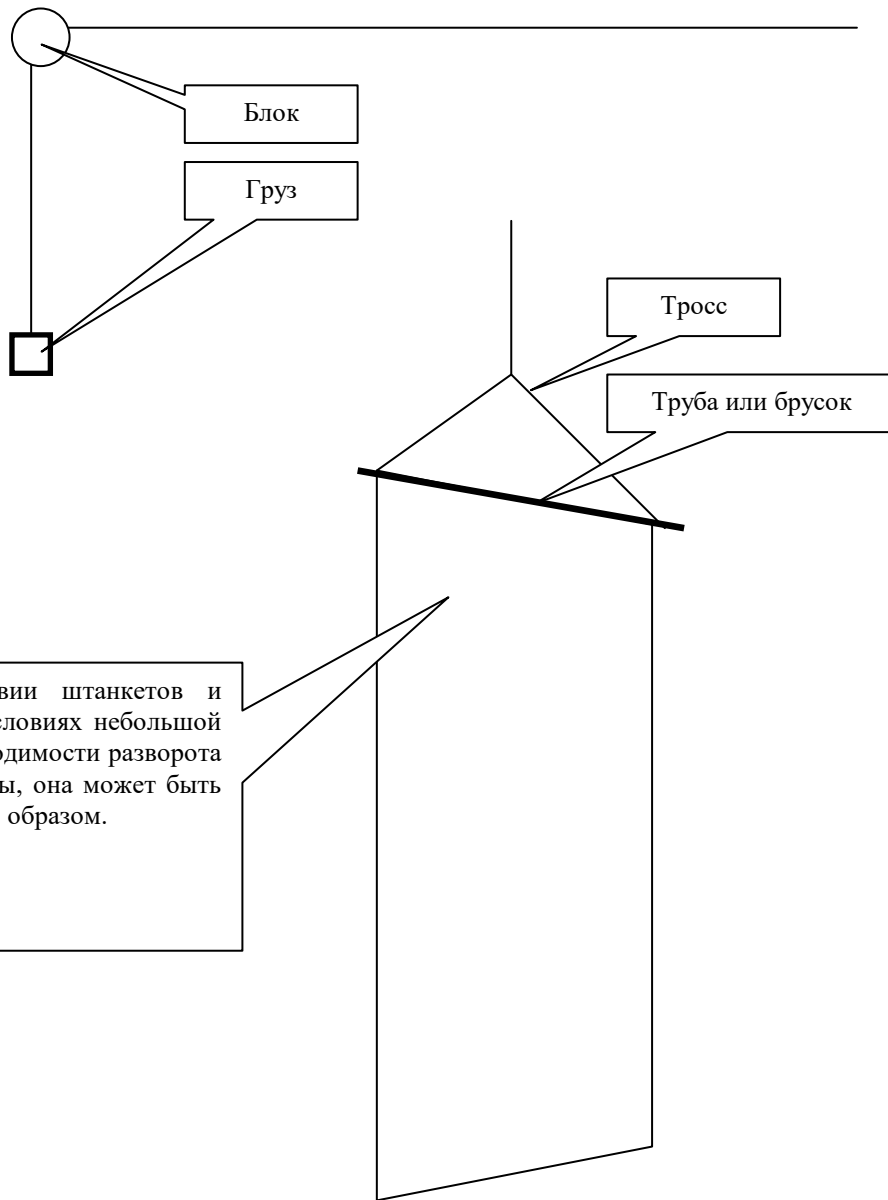 Блок
Груз
Тросс
Труба или брусок
вии штанкетов и
словиях небольшой
одимости разворота
ы, она может быть
образом.